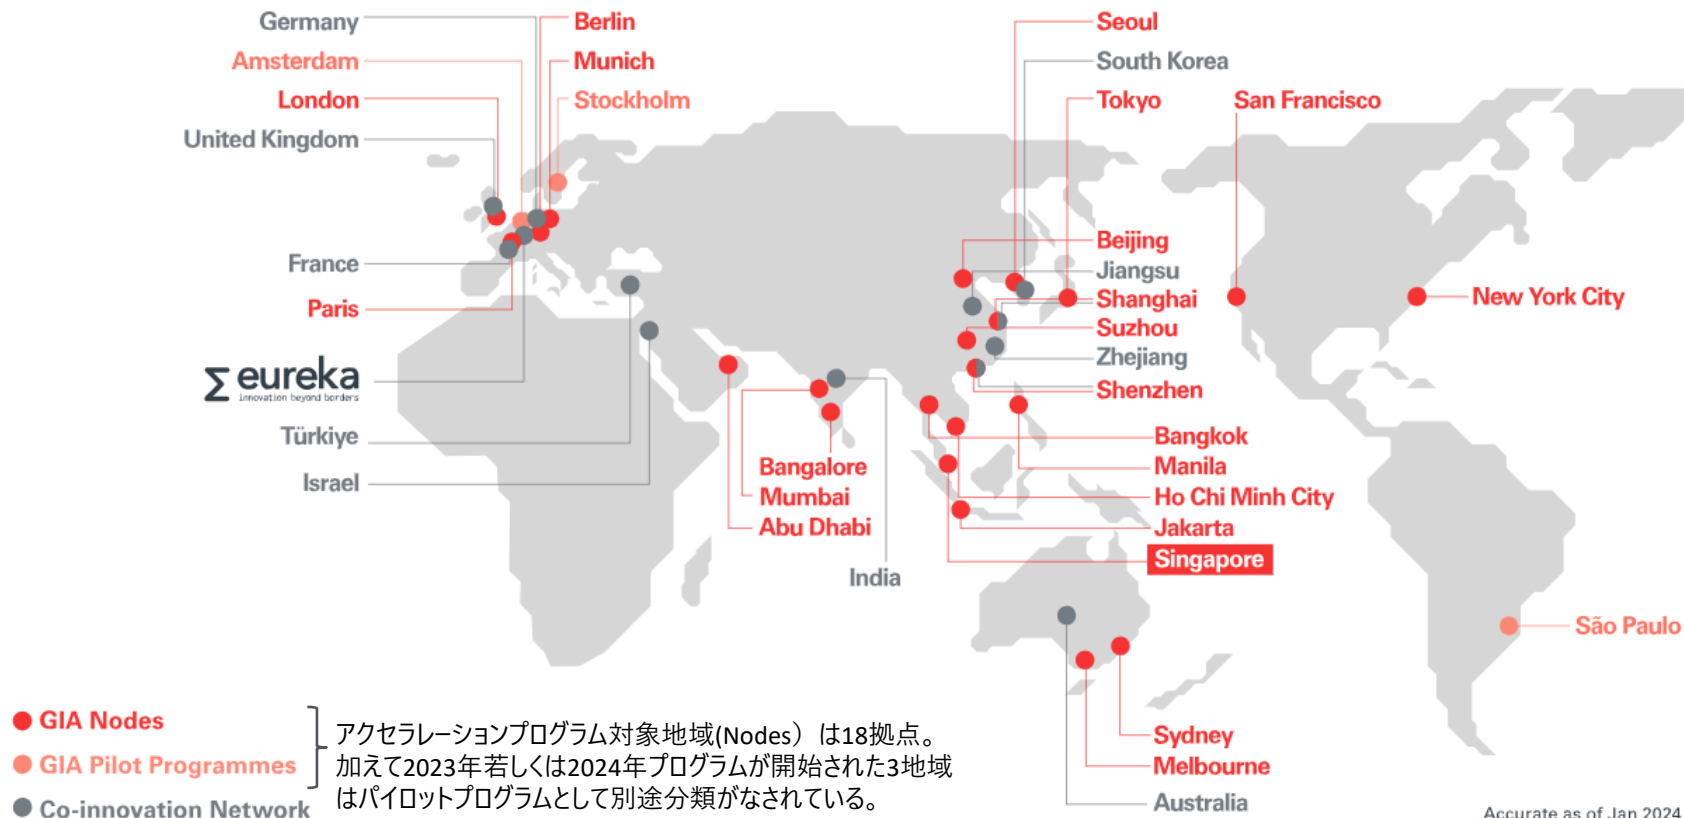 Germany
Amsterdam
London
United Kingdom
France
Paris
eureka
innovation beyond borders
Türkiye
Israel
Berlin
Munich
Stockholm
Bangalore
Mumbai
Abu Dhabi
India
Seoul
South Korea
Tokyo
Beijing
Jiangsu
Shanghai
Suzhou
Zhejiang
Shenzhen
Bangkok
Manila
Ho Chi Minh City
Jakarta
Singapore
Sydney
Melbourne
Australia
San Francisco
New York City
São Paulo
GIA Nodes
GIA Pilot Programmes
Co-innovation Network
アクセラレーションプログラム対象地域(Nodes）は18拠点。
加えて2023年若しくは2024年プログラムが開始された3地域
はパイロットプログラムとして別途分類がなされている。
Accurate as of Jan 2024